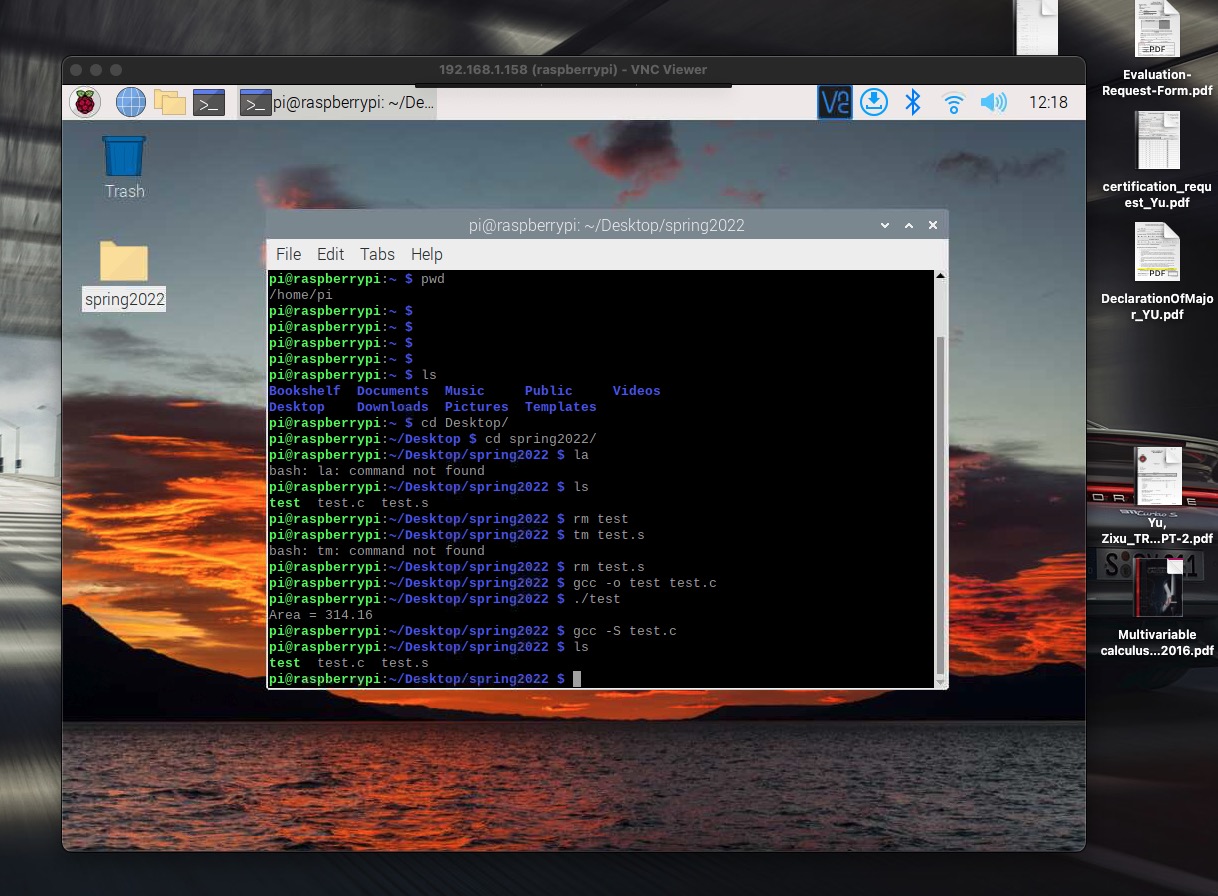 192.168.1.158 (raspberrypi) - VNC Viewer
pi@raspberrypi: ~/De...
12:18
Trash
spring2022
pi@raspberrypi: ~/Desktop/spring2022
File Edit Tabs Help
pi@raspberrypi:~ $ pwd
/home/pi
pi@raspberrypi:~ $
pi@raspberrypi:~ $
pi@raspberrypi:~ $
pi@raspberrypi:~ $
pi@raspberrypi:~ $ ls
Bookshelf Documents Music Public Videos
Desktop Downloads Pictures Templates
pi@raspberrypi:~ $ cd Desktop/
pi@raspberrypi:~/Desktop $ cd spring2022/
pi@raspberrypi:~/Desktop/spring2022 $ la
bash: la: command not found
pi@raspberrypi:~/Desktop/spring2022 $ ls
test test.c test.s
pi@raspberrypi:~/Desktop/spring2022 $ rm test
pi@raspberrypi:~/Desktop/spring2022 $ tm test.s
bash: tm: command not found
pi@raspberrypi:~/Desktop/spring2022 $ rm test.s
pi@raspberrypi:~/Desktop/spring2022 $ gcc -o test test.c
pi@raspberrypi:~/Desktop/spring2022 $ ./test
Area = 314.16
pi@raspberrypi:~/Desktop/spring2022 $ gcc -S test.c
pi@raspberrypi:~/Desktop/spring2022 $ ls
test test.c test.s
pi@raspberrypi:~/Desktop/spring2022 $
PDF
Evaluation-
Request-Form.pdf
certification_requ
est_Yu.pdf
PDF
DeclarationOfMajo
r_YU.pdf
Yu,
Zixu_TR...PT-2.pdf
Multivariable
calculus...2016.pdf